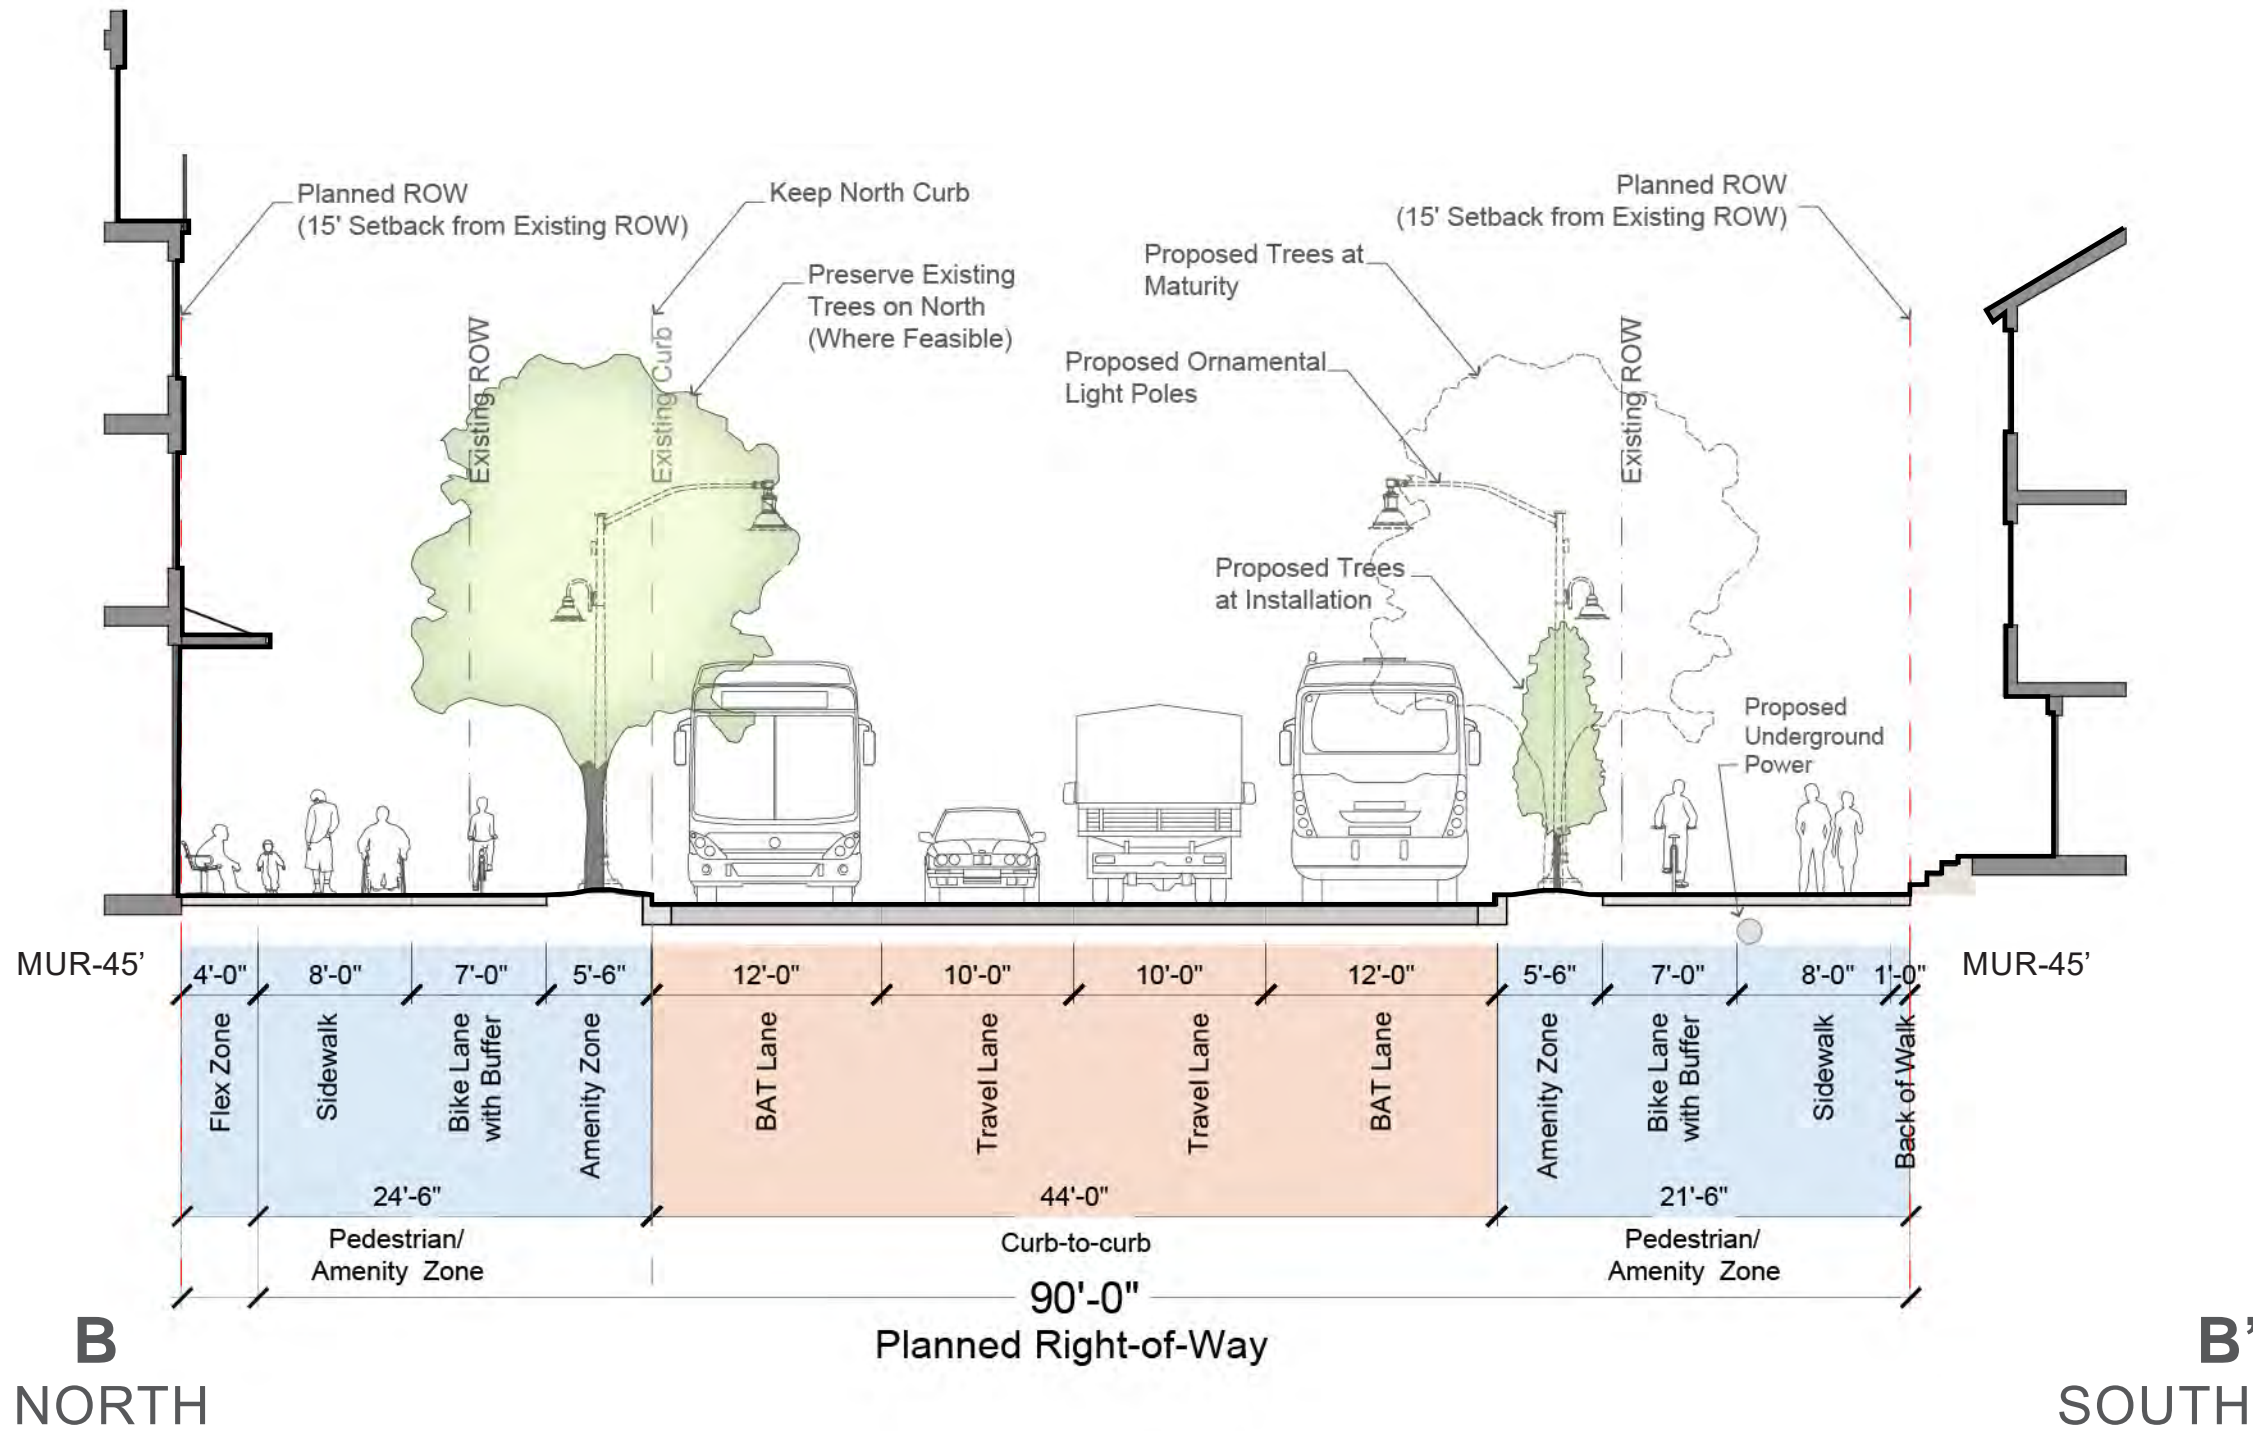 Planned ROW
(15' Setback from Existing ROW)
Keep North Curb
Preserve Existing
Trees on North
(Where Feasible)
Planned ROW
(15' Setback from Existing ROW)
Proposed Trees at
Maturity
Proposed Ornamental
Light Poles
Proposed Trees
at Installation
Existing ROW
Existing Curb
Existing ROW
Proposed
Underground
Power
MUR-45’
4'-0"
8'-0"
7'-0"
5'-6"
12'-0"
10'-0"
10'-0"
12'-0"
5'-6"
7'-0"
8'-0"
1'-0"
MUR-45’
Flex Zone
Sidewalk
Bike Lane
with Buffer
Amenity Zone
BAT Lane
Travel Lane
Travel Lane
BAT Lane
Amenity Zone
Bike Lane
with Buffer
Sidewalk
Back of Walk
24'-6"
44'-0"
21'-6"
Pedestrian/
Amenity Zone
Curb-to-curb
Pedestrian/
Amenity Zone
90'-0"
Planned Right-of-Way
B
NORTH
B’
SOUTH